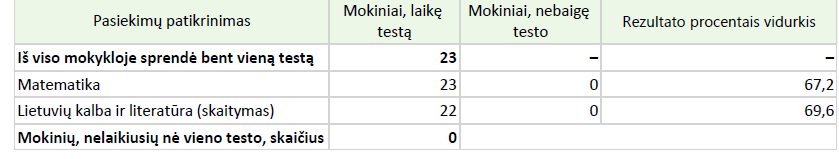 Pasiekimų patikrinimas Mokiniai, laikę testą Mokiniai, nebaigę testo Rezultato procentais vidurkis
Iš viso mokykloje sprendė bent vieną testą 23 – –
Matematika 23 0 67,2
Lietuvių kalba ir literatūra (skaitymas) 22 0 69,6
Mokinių, nelaikiusių nė vieno testo, skaičius 0